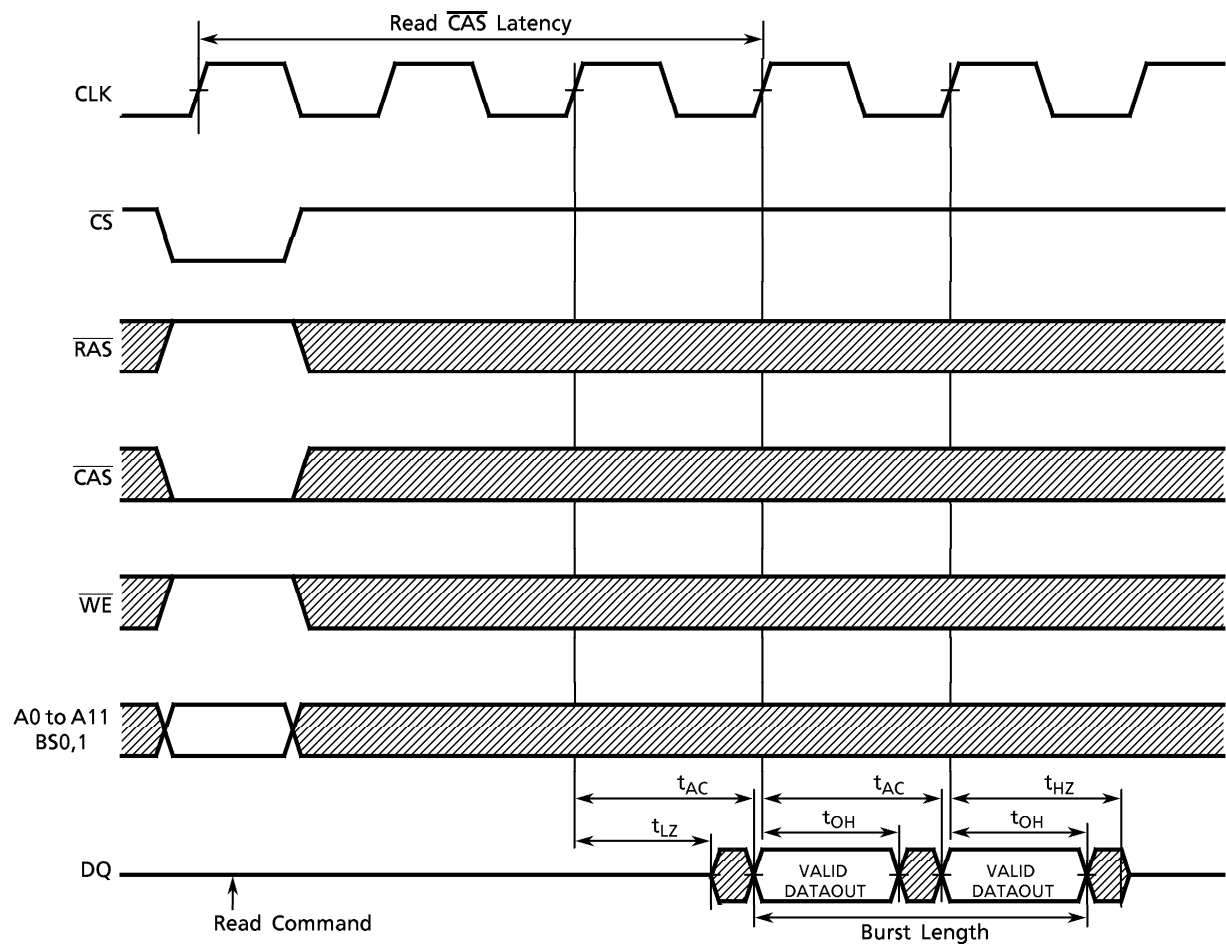 Read CAS Latency
CLK
CS
RAS
CAS
WE
A0 to A11
BS0,1
tAC
tAC
tHZ
tLZ
tOH
tOH
DQ
VALID
DATAOUT
VALID
DATAOUT
Read Command
Burst Length